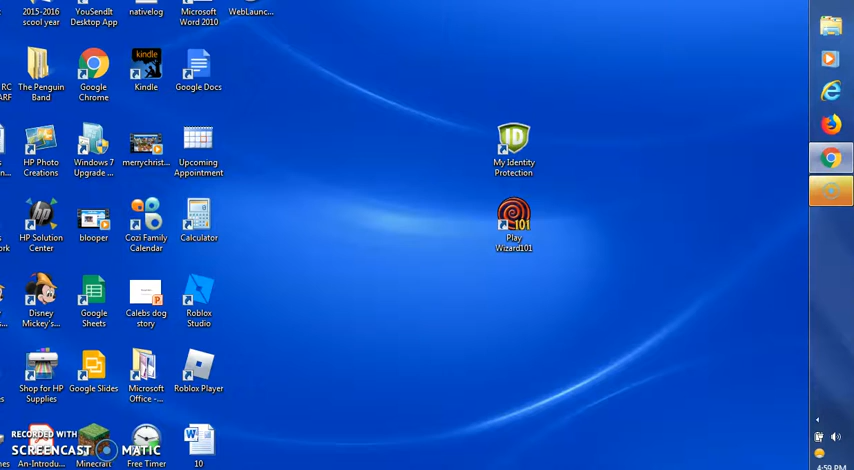 2015-2016
scool year
YouSendIt
Desktop App
nativelog
Microsoft
Word 2010
WebLaunc...
RC
ARF
The Penguin
Band
Google
Chrome
kindle
Kindle
Google Docs
HP Photo
Creations
Windows 7
Upgrade ...
merrychrist...
Upcoming
Appointment
ID
My Identity
Protection
HP Solution
Center
blooper
Cozi Family
Calendar
Calculator
101
Play
Wizard101
Disney
Mickey's...
Google
Sheets
Calebs dog
story
Roblox
Studio
Shop for HP
Supplies
Google Slides
Microsoft
Office -...
Roblox Player
An-Introdu...
Minecraft
Free Timer
10
RECORDED WITH
SCREENCAST MATIC
4:59 PM